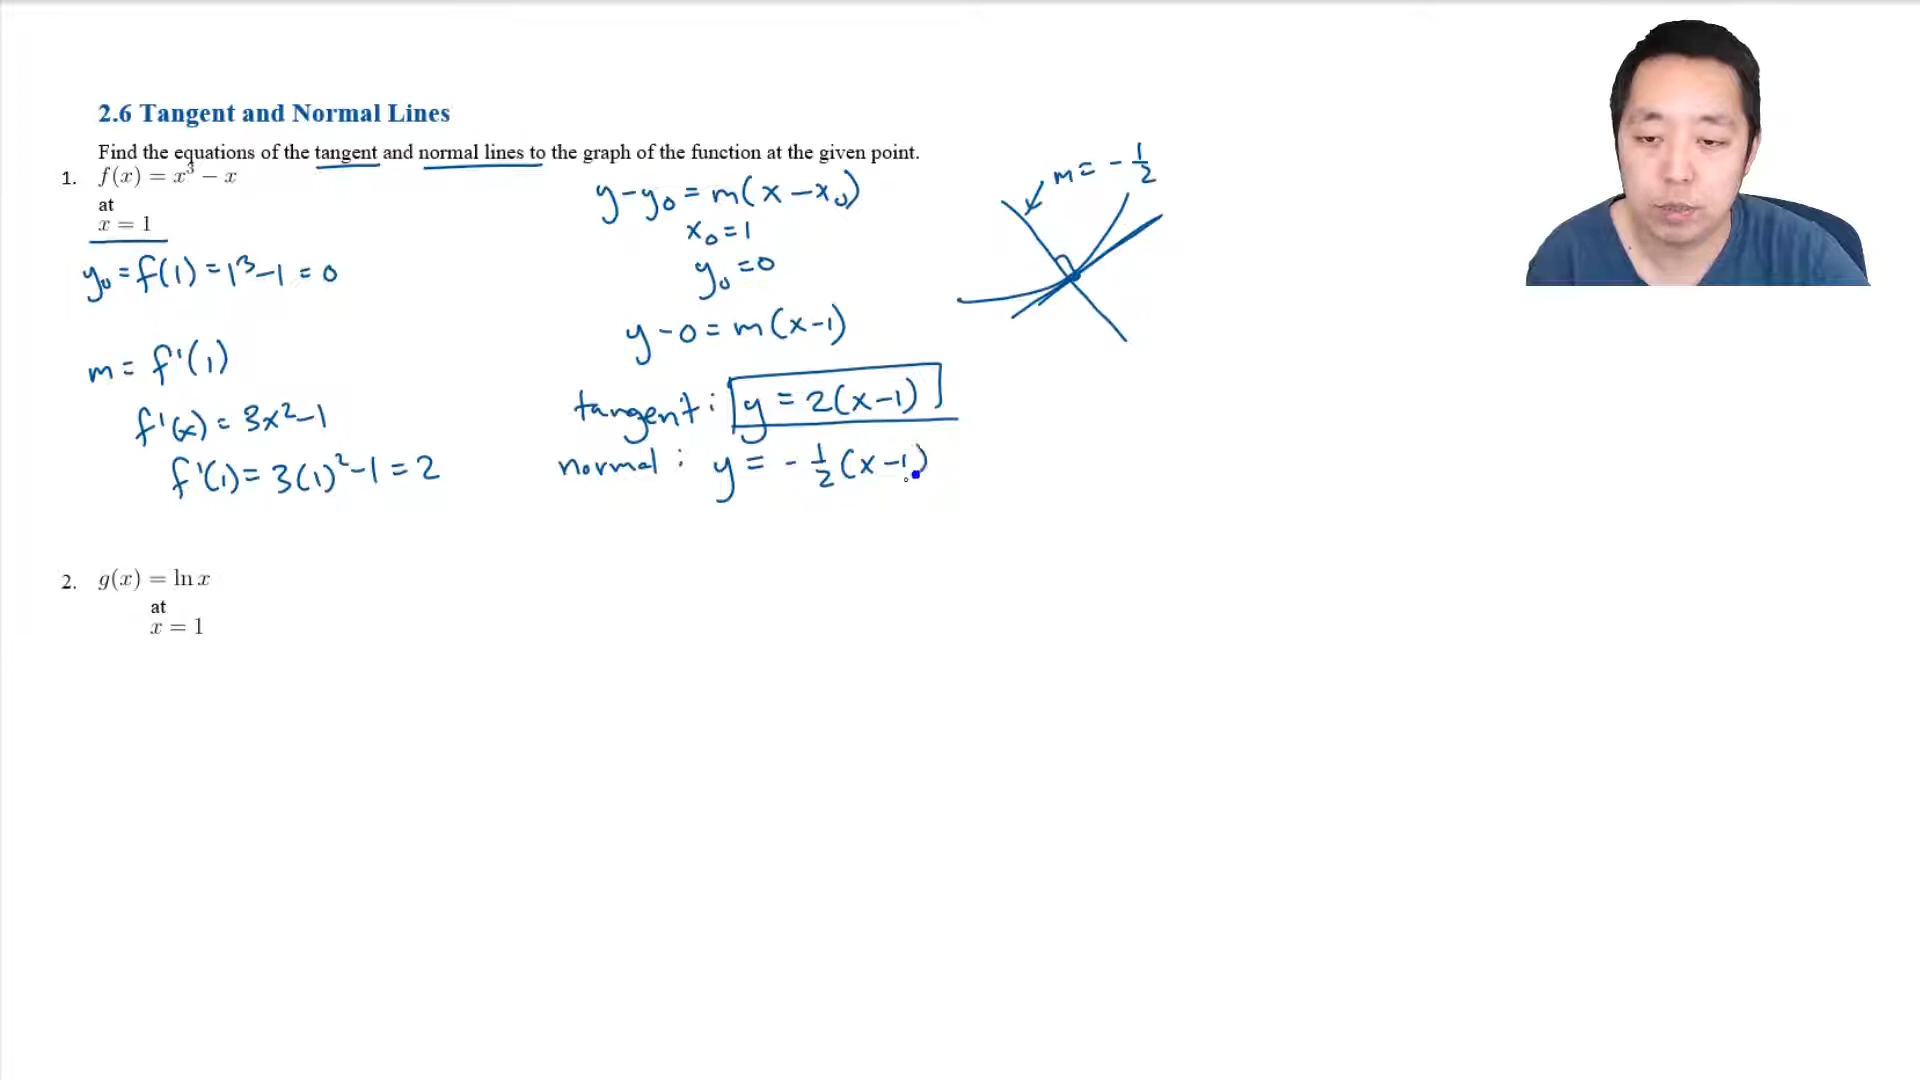 2.6 Tangent and Normal Lines
Find the equations of the tangent and normal lines to the graph of the function at the given point.
1. f(x) = x³ − x
at
x = 1
y₀ = f(1) = 1³ − 1 = 0
m = f'(1)
f'(x) = 3x² − 1
f'(1) = 3(1)² − 1 = 2
y − y₀ = m(x − x₀)
x₀ = 1
y₀ = 0
y − 0 = m(x − 1)
tangent: y = 2(x − 1)
normal: y = − 1/2 (x − 1)
m = − 1/2
2. g(x) = ln x
at
x = 1